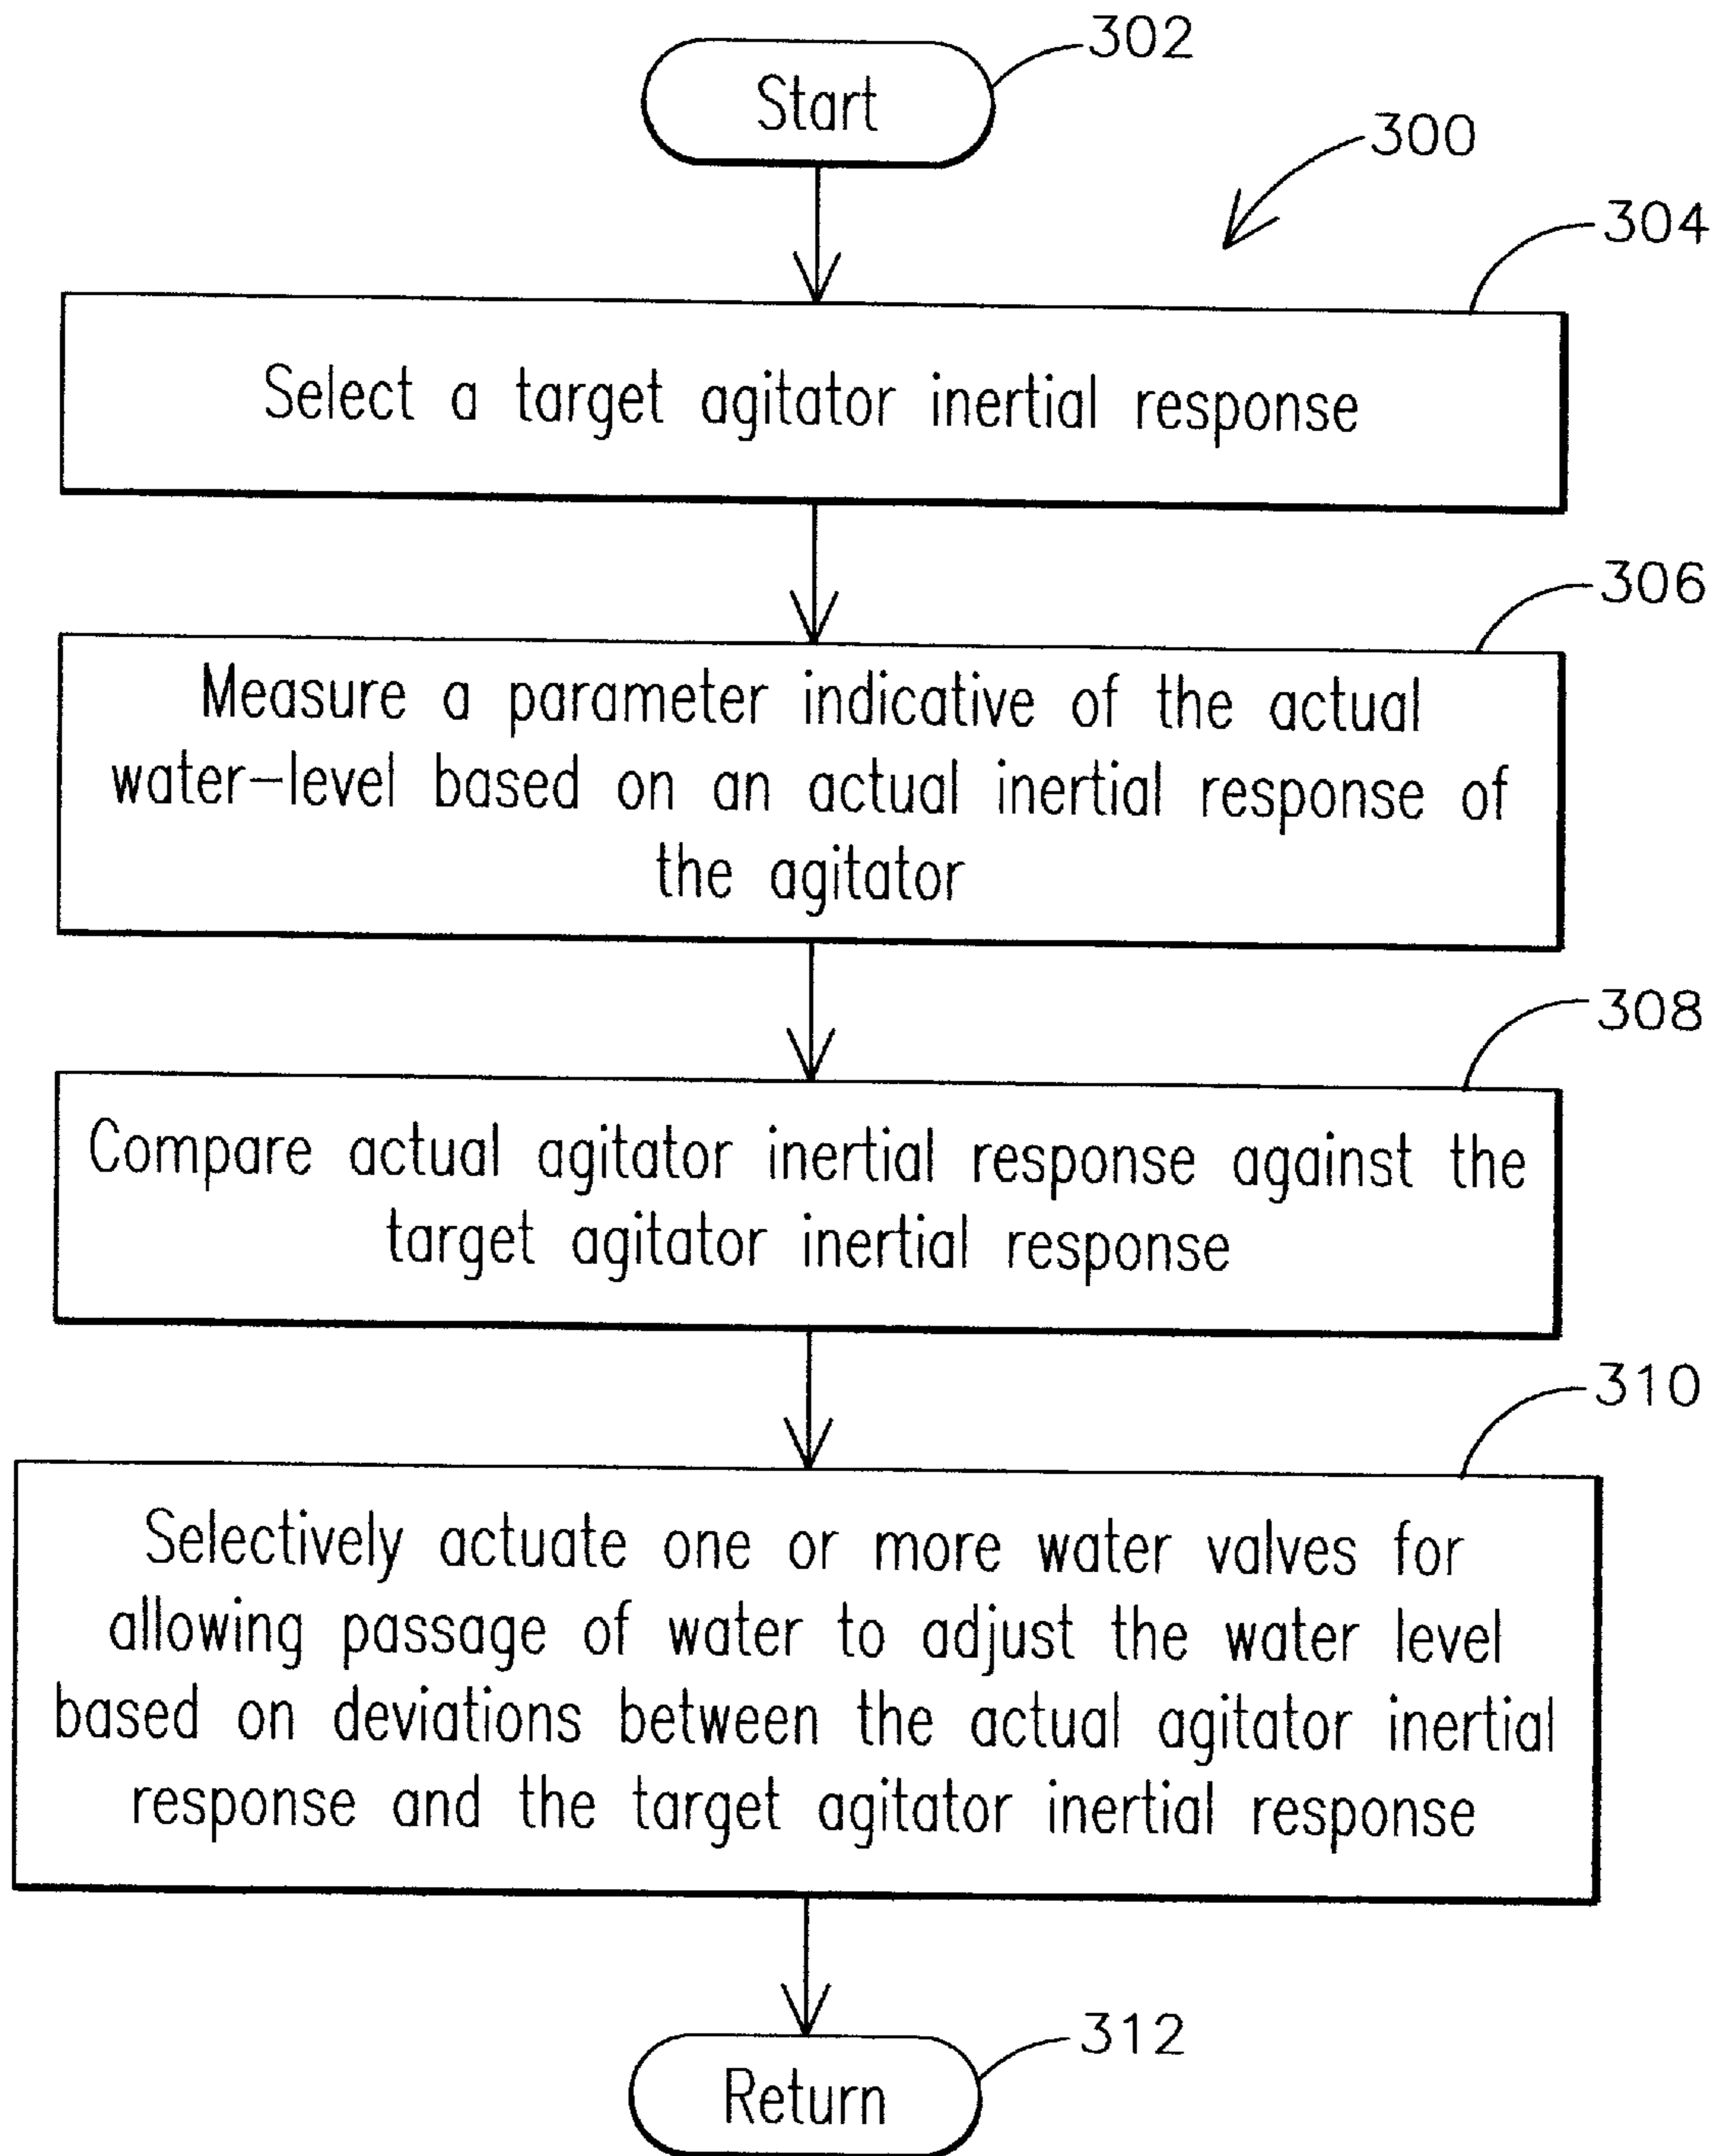 302
Start
300
304
Select a target agitator inertial response
306
Measure a parameter indicative of the actual
water-level based on an actual inertial response of
the agitator
308
Compare actual agitator inertial response against the
target agitator inertial response
310
Selectively actuate one or more water valves for
allowing passage of water to adjust the water level
based on deviations between the actual agitator inertial
response and the target agitator inertial response
312
Return